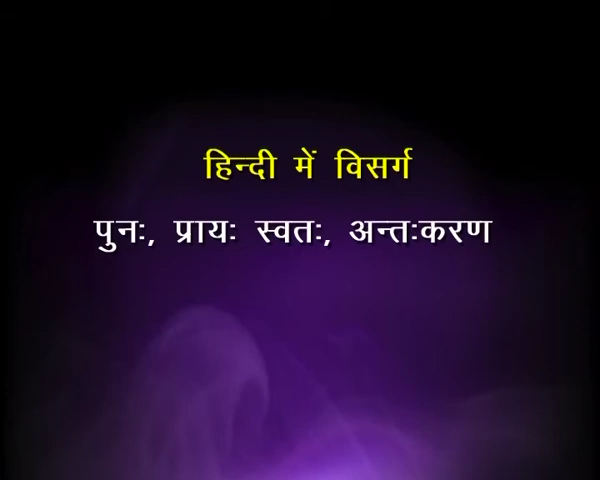 हिन्दी में विसर्ग
पुनः, प्रायः स्वतः, अन्तःकरण